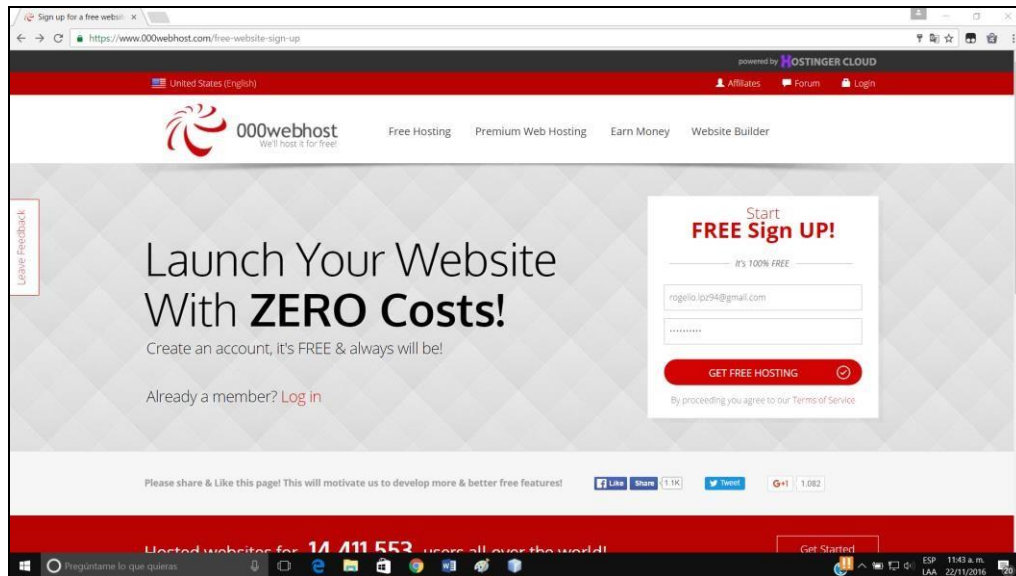 Sign up for a free websit
https://www.000webhost.com/free-website-sign-up
powered by HOSTINGER CLOUD
United States (English)
Affiliates Forum Login
000webhost
We'll host it for free!
Free Hosting Premium Web Hosting Earn Money Website Builder
Leave Feedback
Launch Your Website
With ZERO Costs!
Create an account, it's FREE & always will be!
Already a member? Log in
Start
FREE Sign UP!
It's 100% FREE
rogelio.lpz94@gmail.com
••••••••••
GET FREE HOSTING
By proceeding you agree to our Terms of Service
Please share & Like this page! This will motivate us to develop more & better free features!
Like Share 1.1K Tweet G+1 1,082
Hosted websites for 14,411,553 users all over the world!
Get Started
Pregúntame lo que quieras
ESP 11:43 a. m.
LAA 22/11/2016
20